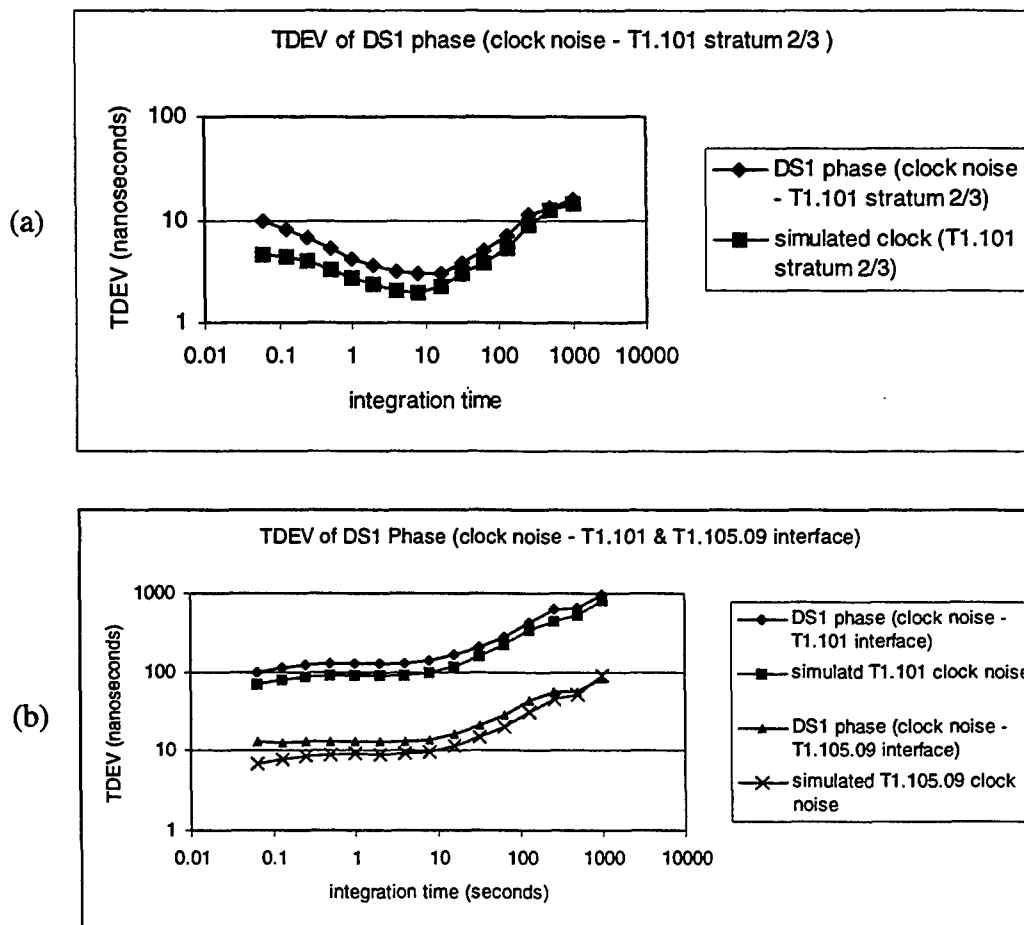 (a)
TDEV of DS1 phase (clock noise - T1.101 stratum 2/3 )
TDEV (nanoseconds)
100
10
1
0.01 0.1 1 10 100 1000 10000
integration time
DS1 phase (clock noise
- T1.101 stratum 2/3)
simulated clock (T1.101
stratum 2/3)
(b)
TDEV of DS1 Phase (clock noise - T1.101 & T1.105.09 interface)
TDEV (nanoseconds)
1000
100
10
1
0.01 0.1 1 10 100 1000 10000
integration time (seconds)
DS1 phase (clock noise -
T1.101 interface)
simulatd T1.101 clock noise
DS1 phase (clock noise -
T1.105.09 interface)
simulated T1.105.09 clock
noise